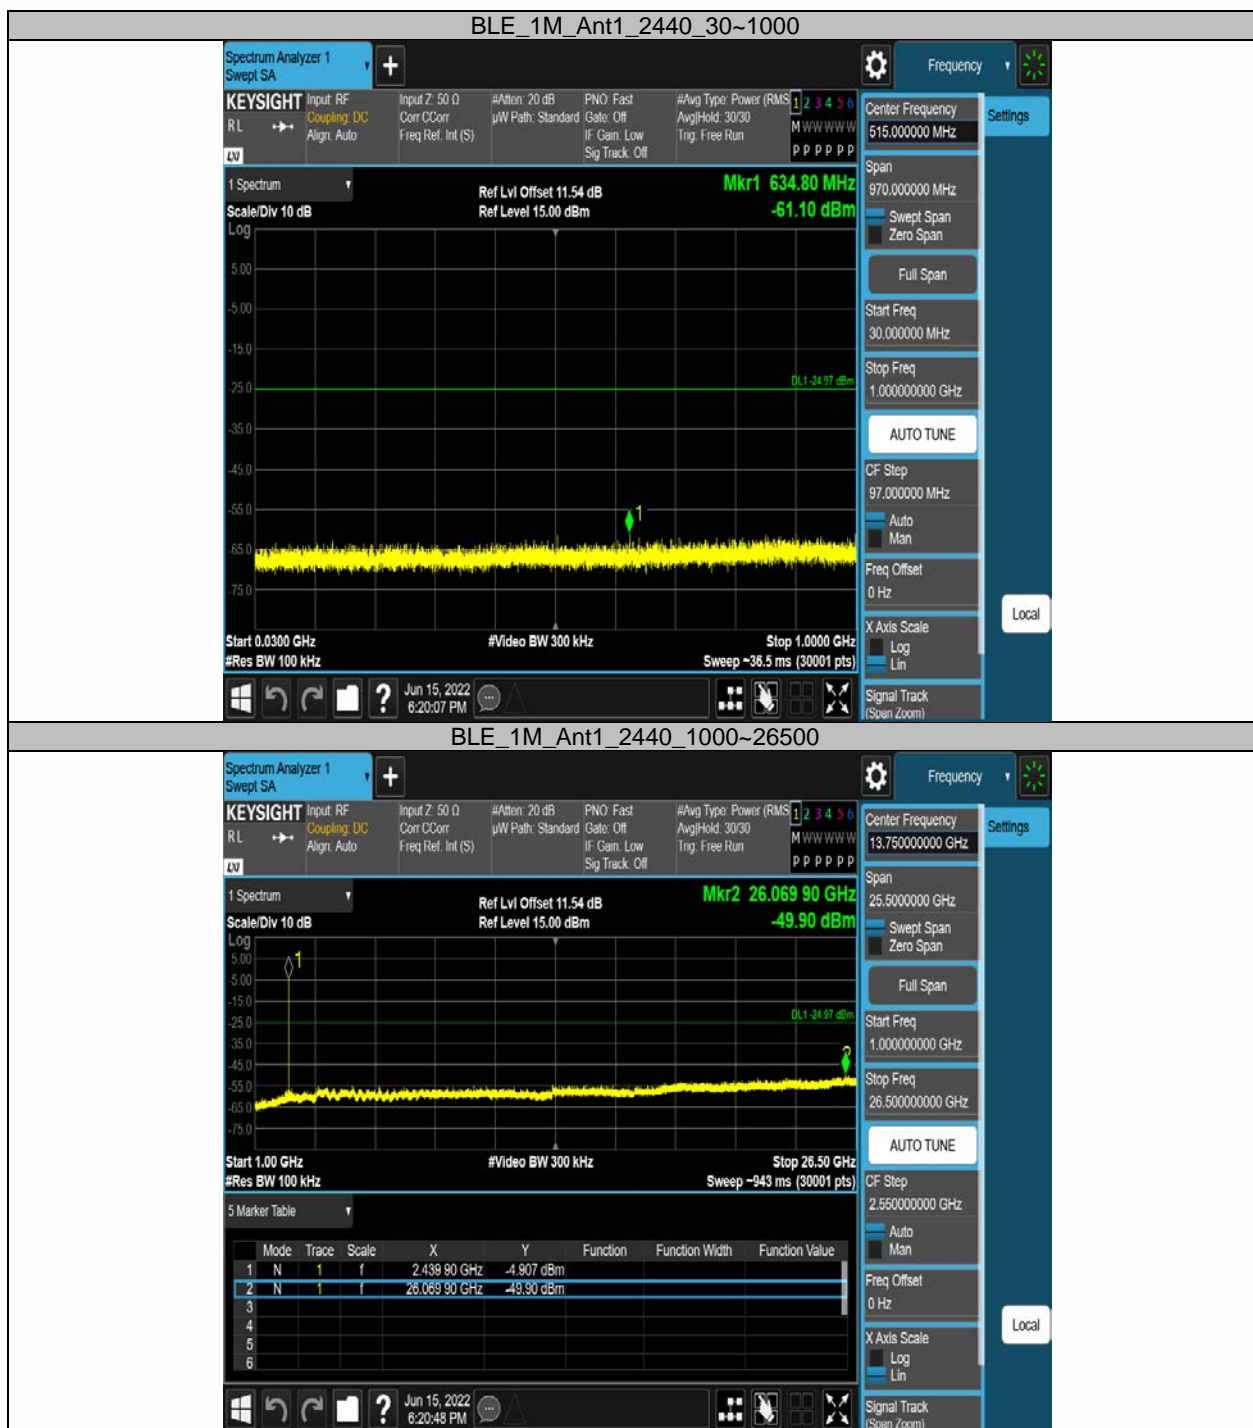 BLE_1M_Ant1_2440_30~1000
Spectrum Analyzer 1
Swept SA
Frequency
KEYSIGHT
RL
LXI
Input: RF
Coupling: DC
Align: Auto
Input Z: 50 Ω
Corr CCorr
Freq Ref: Int (S)
#Atten: 20 dB
µW Path: Standard
PNO: Fast
Gate: Off
IF Gain: Low
Sig Track: Off
#Avg Type: Power (RMS
Avg|Hold: 30/30
Trig: Free Run
1 2 3 4 5 6
M W W W W W
P P P P P P
1 Spectrum
Scale/Div 10 dB
Ref Lvl Offset 11.54 dB
Ref Level 15.00 dBm
Mkr1 634.80 MHz
-61.10 dBm
Log
5.00
-5.00
-15.0
-25.0
-35.0
-45.0
-55.0
-65.0
-75.0
DL1 -24.97 dBm
1
Start 0.0300 GHz
#Res BW 100 kHz
#Video BW 300 kHz
Stop 1.0000 GHz
Sweep ~36.5 ms (30001 pts)
Jun 15, 2022
6:20:07 PM
Center Frequency
515.000000 MHz
Span
970.000000 MHz
Swept Span
Zero Span
Full Span
Start Freq
30.000000 MHz
Stop Freq
1.000000000 GHz
AUTO TUNE
CF Step
97.000000 MHz
Auto
Man
Freq Offset
0 Hz
X Axis Scale
Log
Lin
Signal Track
(Span Zoom)
Settings
Local
BLE_1M_Ant1_2440_1000~26500
Spectrum Analyzer 1
Swept SA
Frequency
KEYSIGHT
RL
LXI
Input: RF
Coupling: DC
Align: Auto
Input Z: 50 Ω
Corr CCorr
Freq Ref: Int (S)
#Atten: 20 dB
µW Path: Standard
PNO: Fast
Gate: Off
IF Gain: Low
Sig Track: Off
#Avg Type: Power (RMS
Avg|Hold: 30/30
Trig: Free Run
1 2 3 4 5 6
M W W W W W
P P P P P P
1 Spectrum
Scale/Div 10 dB
Ref Lvl Offset 11.54 dB
Ref Level 15.00 dBm
Mkr2 26.069 90 GHz
-49.90 dBm
Log
5.00
-5.00
-15.0
-25.0
-35.0
-45.0
-55.0
-65.0
-75.0
1
DL1 -24.97 dBm
2
Start 1.00 GHz
#Res BW 100 kHz
#Video BW 300 kHz
Stop 26.50 GHz
Sweep ~943 ms (30001 pts)
5 Marker Table
Mode Trace Scale X Y Function Function Width Function Value
1 N 1 f 2.439 90 GHz -4.907 dBm
2 N 1 f 26.069 90 GHz -49.90 dBm
3
4
5
6
Jun 15, 2022
6:20:48 PM
Center Frequency
13.750000000 GHz
Span
25.5000000 GHz
Swept Span
Zero Span
Full Span
Start Freq
1.000000000 GHz
Stop Freq
26.500000000 GHz
AUTO TUNE
CF Step
2.550000000 GHz
Auto
Man
Freq Offset
0 Hz
X Axis Scale
Log
Lin
Signal Track
(Span Zoom)
Settings
Local